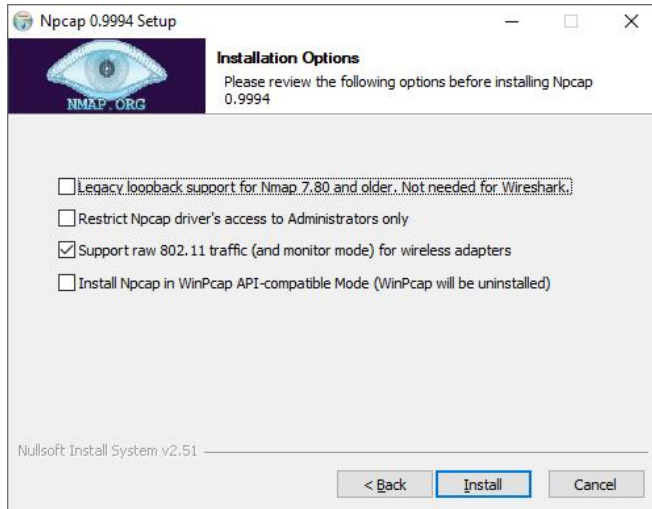 Npcap 0.9994 Setup
NMAP.ORG
Installation Options
Please review the following options before installing Npcap
0.9994
Legacy loopback support for Nmap 7.80 and older. Not needed for Wireshark.
Restrict Npcap driver's access to Administrators only
Support raw 802.11 traffic (and monitor mode) for wireless adapters
Install Npcap in WinPcap API-compatible Mode (WinPcap will be uninstalled)
Nullsoft Install System v2.51
< Back Install Cancel